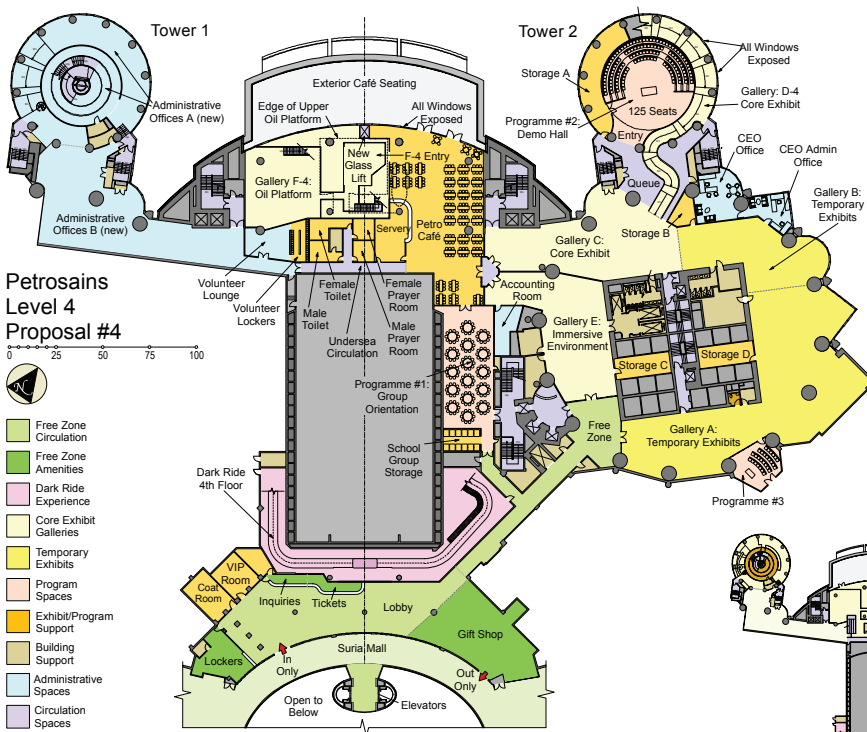 Tower 1
Tower 2
Exterior Café Seating
All Windows
Exposed
Storage A
Gallery: D-4
Core Exhibit
125 Seats
Programme #2:
Demo Hall
Entry
Queue
CEO
Office
CEO Admin
Office
Gallery B:
Temporary
Exhibits
Administrative
Offices A (new)
Administrative
Offices B (new)
Edge of Upper
Oil Platform
All Windows
Exposed
New
Glass
Lift
F-4 Entry
Gallery F-4:
Oil Platform
Servery
Petro
Café
Gallery C:
Core Exhibit
Storage B
Volunteer
Lounge
Volunteer
Lockers
Female
Toilet
Male
Toilet
Female
Prayer
Room
Male
Prayer
Room
Undersea
Circulation
Accounting
Room
Gallery E:
Immersive
Environment
Storage C
Storage D
Programme #1:
Group
Orientation
School
Group
Storage
Free
Zone
Gallery A:
Temporary Exhibits
Programme #3
Petrosains
Level 4
Proposal #4
0 25 50 75 100
N
Free Zone
Circulation
Free Zone
Amenities
Dark Ride
Experience
Core Exhibit
Galleries
Temporary
Exhibits
Program
Spaces
Exhibit/Program
Support
Building
Support
Administrative
Spaces
Circulation
Spaces
Dark Ride
4th Floor
VIP
Room
Coat
Room
Inquiries
Tickets
Lobby
Gift Shop
Lockers
In
Only
Suria Mall
Out
Only
Open to
Below
Elevators